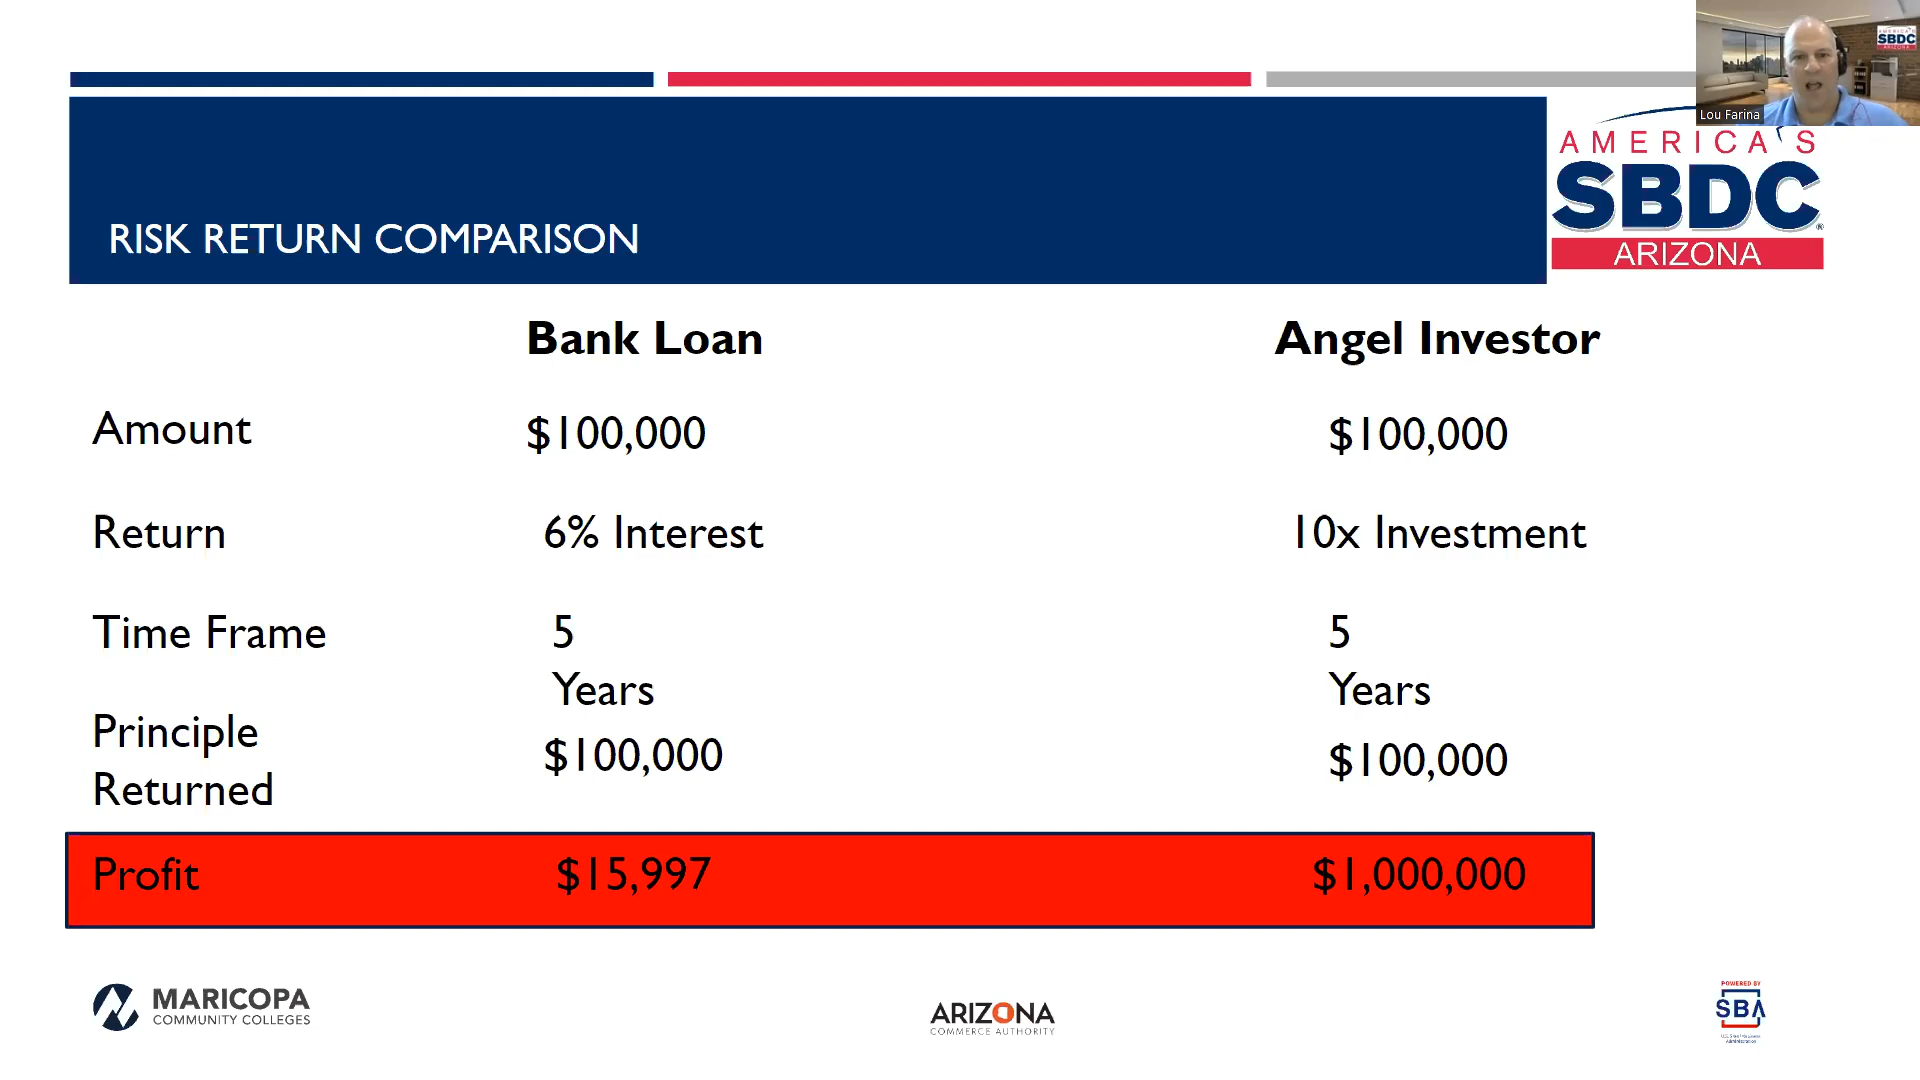 SBDC
Lou Farina
AMERICA'S
SBDC
ARIZONA
RISK RETURN COMPARISON
Bank Loan Angel Investor
Amount $100,000 $100,000
Return 6% Interest 10x Investment
Time Frame 5 5
Years Years
Principle
Returned $100,000 $100,000
Profit $15,997 $1,000,000
MARICOPA
COMMUNITY COLLEGES
ARIZONA
COMMERCE AUTHORITY
POWERED BY
SBA